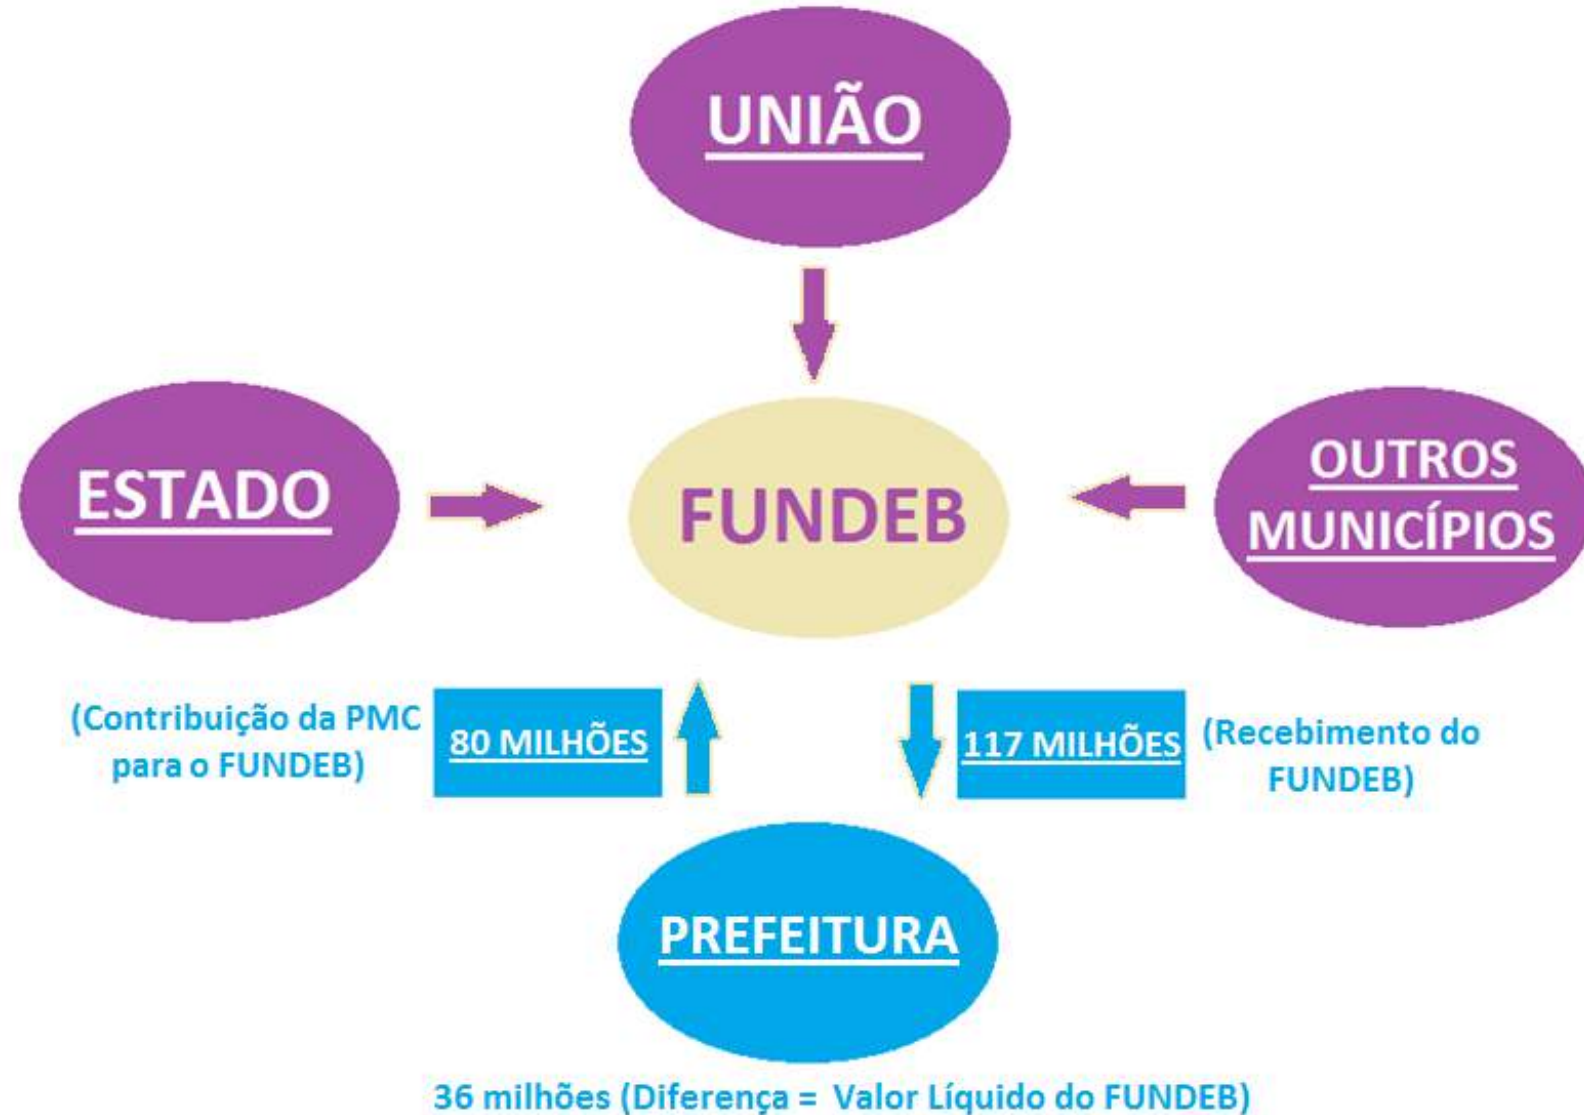 UNIÃO
ESTADO
FUNDEB
OUTROS
MUNICÍPIOS
(Contribuição da PMC
para o FUNDEB)
80 MILHÕES
117 MILHÕES
(Recebimento do
FUNDEB)
PREFEITURA
36 milhões (Diferença = Valor Líquido do FUNDEB)